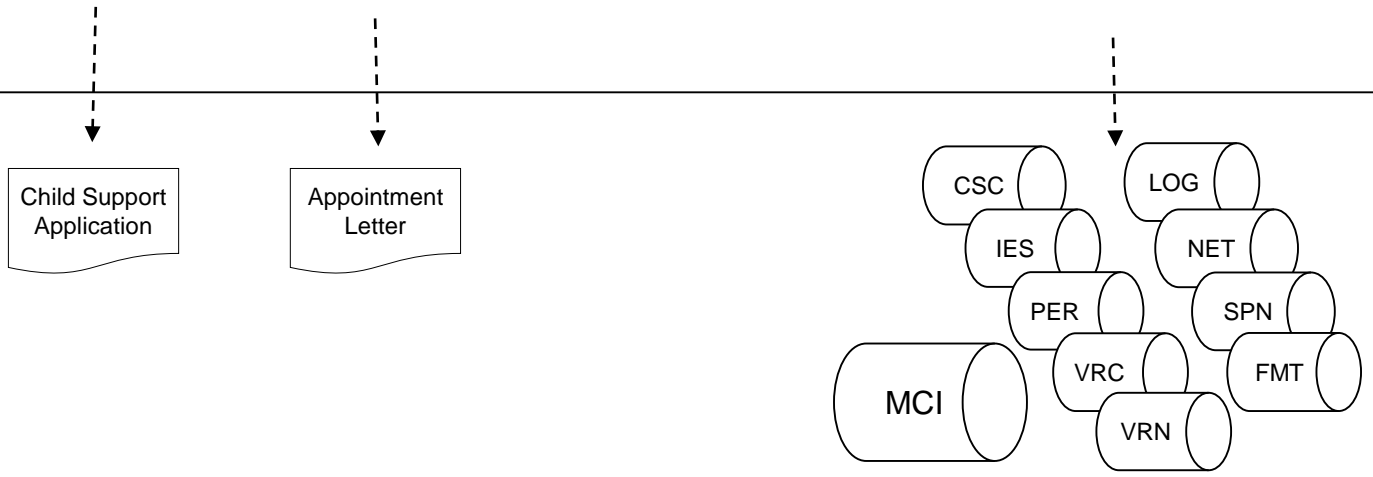 Child Support
Application
Appointment
Letter
CSC
IES
PER
VRC
VRN
LOG
NET
SPN
FMT
MCI